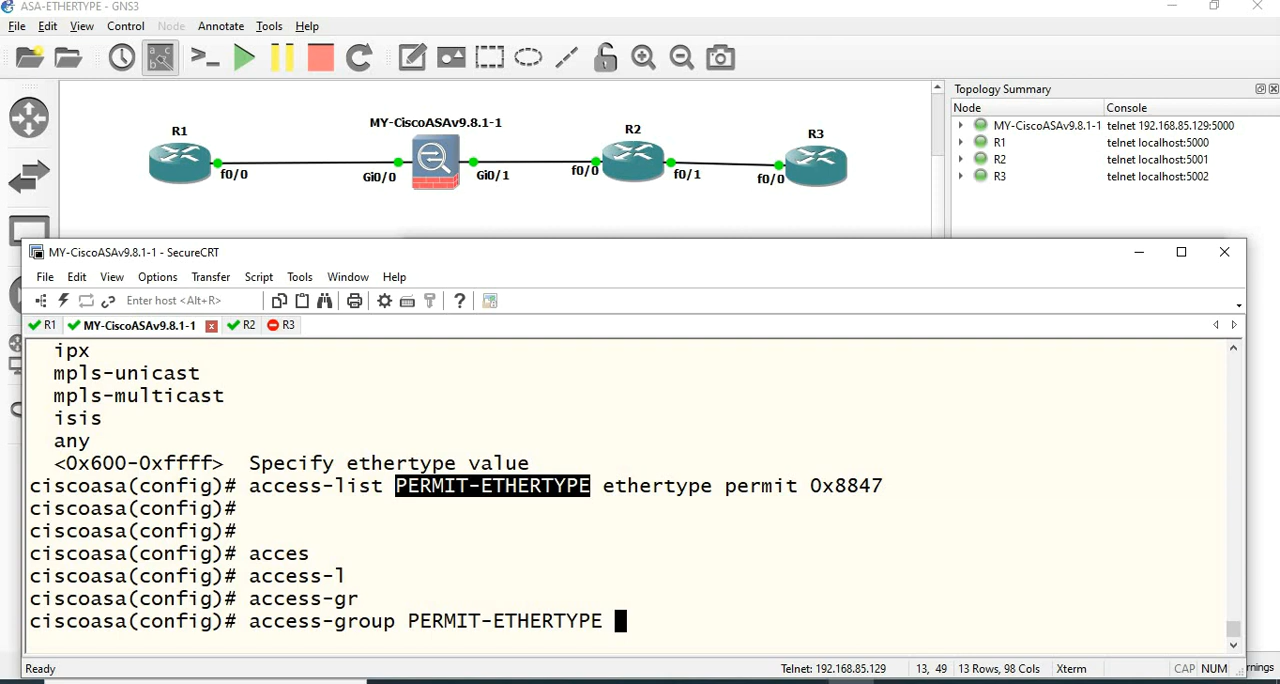 ASA-ETHERTYPE - GNS3
File Edit View Control Node Annotate Tools Help
Topology Summary
Node Console
MY-CiscoASAv9.8.1-1 telnet 192.168.85.129:5000
R1 telnet localhost:5000
R2 telnet localhost:5001
R3 telnet localhost:5002
R1 MY-CiscoASAv9.8.1-1 R2 R3
f0/0 Gi0/0 Gi0/1 f0/0 f0/1 f0/0
MY-CiscoASAv9.8.1-1 - SecureCRT
File Edit View Options Transfer Script Tools Window Help
Enter host <Alt+R>
R1 MY-CiscoASAv9.8.1-1 R2 R3
ipx
mpls-unicast
mpls-multicast
isis
any
<0x600-0xffff> Specify ethertype value
ciscoasa(config)# access-list PERMIT-ETHERTYPE ethertype permit 0x8847
ciscoasa(config)#
ciscoasa(config)#
ciscoasa(config)# acces
ciscoasa(config)# access-l
ciscoasa(config)# access-gr
ciscoasa(config)# access-group PERMIT-ETHERTYPE
Ready Telnet: 192.168.85.129 13, 49 13 Rows, 98 Cols Xterm CAP NUM
rnings